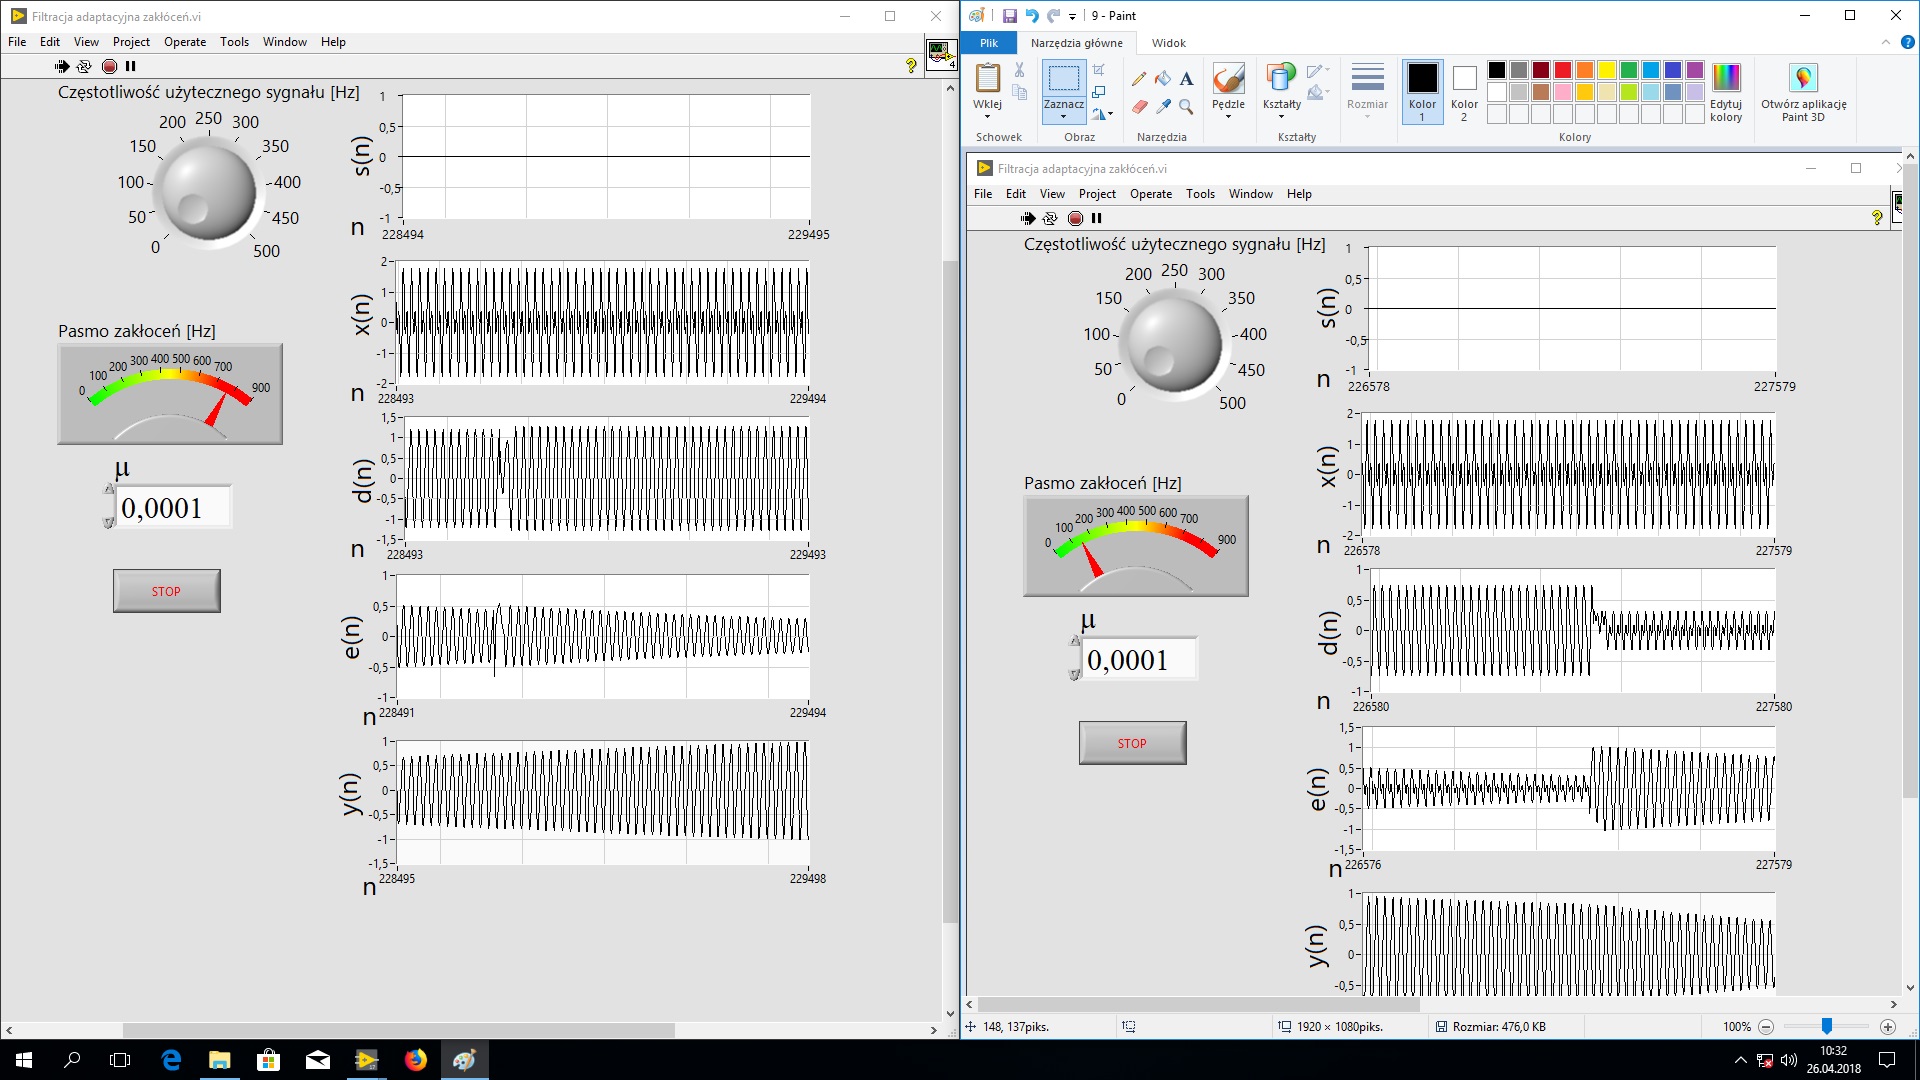 Filtracja adaptacyjna zakłóceń.vi
File Edit View Project Operate Tools Window Help
4
Częstotliwość użytecznego sygnału [Hz]
0 50 100 150 200 250 300 350 400 450 500
Pasmo zakłoceń [Hz]
0 100 200 300 400 500 600 700 900
μ
0,0001
STOP
s(n)
1
0,5
0
-0,5
-1
n
228494 229495
x(n)
2
1
0
-1
-2
n
228493 229494
d(n)
1,5
1
0,5
0
-0,5
-1
-1,5
n
228493 229493
e(n)
1
0,5
0
-0,5
-1
n
228491 229494
y(n)
1
0,5
0
-0,5
-1
-1,5
n
228495 229498
9 - Paint
Plik Narzędzia główne Widok
Wklej
Schowek
Zaznacz
Obraz
Narzędzia
Pędzle
Kształty
Kształty
Rozmiar
Kolor 1
Kolor 2
Edytuj kolory
Kolory
Otwórz aplikację Paint 3D
Filtracja adaptacyjna zakłóceń.vi
File Edit View Project Operate Tools Window Help
Częstotliwość użytecznego sygnału [Hz]
0 50 100 150 200 250 300 350 400 450 500
Pasmo zakłoceń [Hz]
0 100 200 300 400 500 600 700 900
μ
0,0001
STOP
s(n)
1
0,5
0
-0,5
-1
n
226578 227579
x(n)
2
1
0
-1
-2
n
226578 227579
d(n)
1
0,5
0
-0,5
-1
n
226580 227580
e(n)
1,5
1
0,5
0
-0,5
-1
-1,5
n
226576 227579
y(n)
1
0,5
0
-0,5
148, 137piks.
1920 × 1080piks.
Rozmiar: 476,0 KB
100%
10:32
26.04.2018